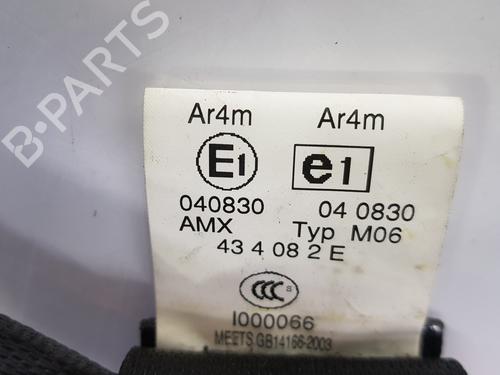 Ar4m Ar4m
E1 e1
040830 04 0830
AMX Typ M06
43 4 08 2 E
CCC S
I000066
MEETS GB14166-2003
B-PARTS